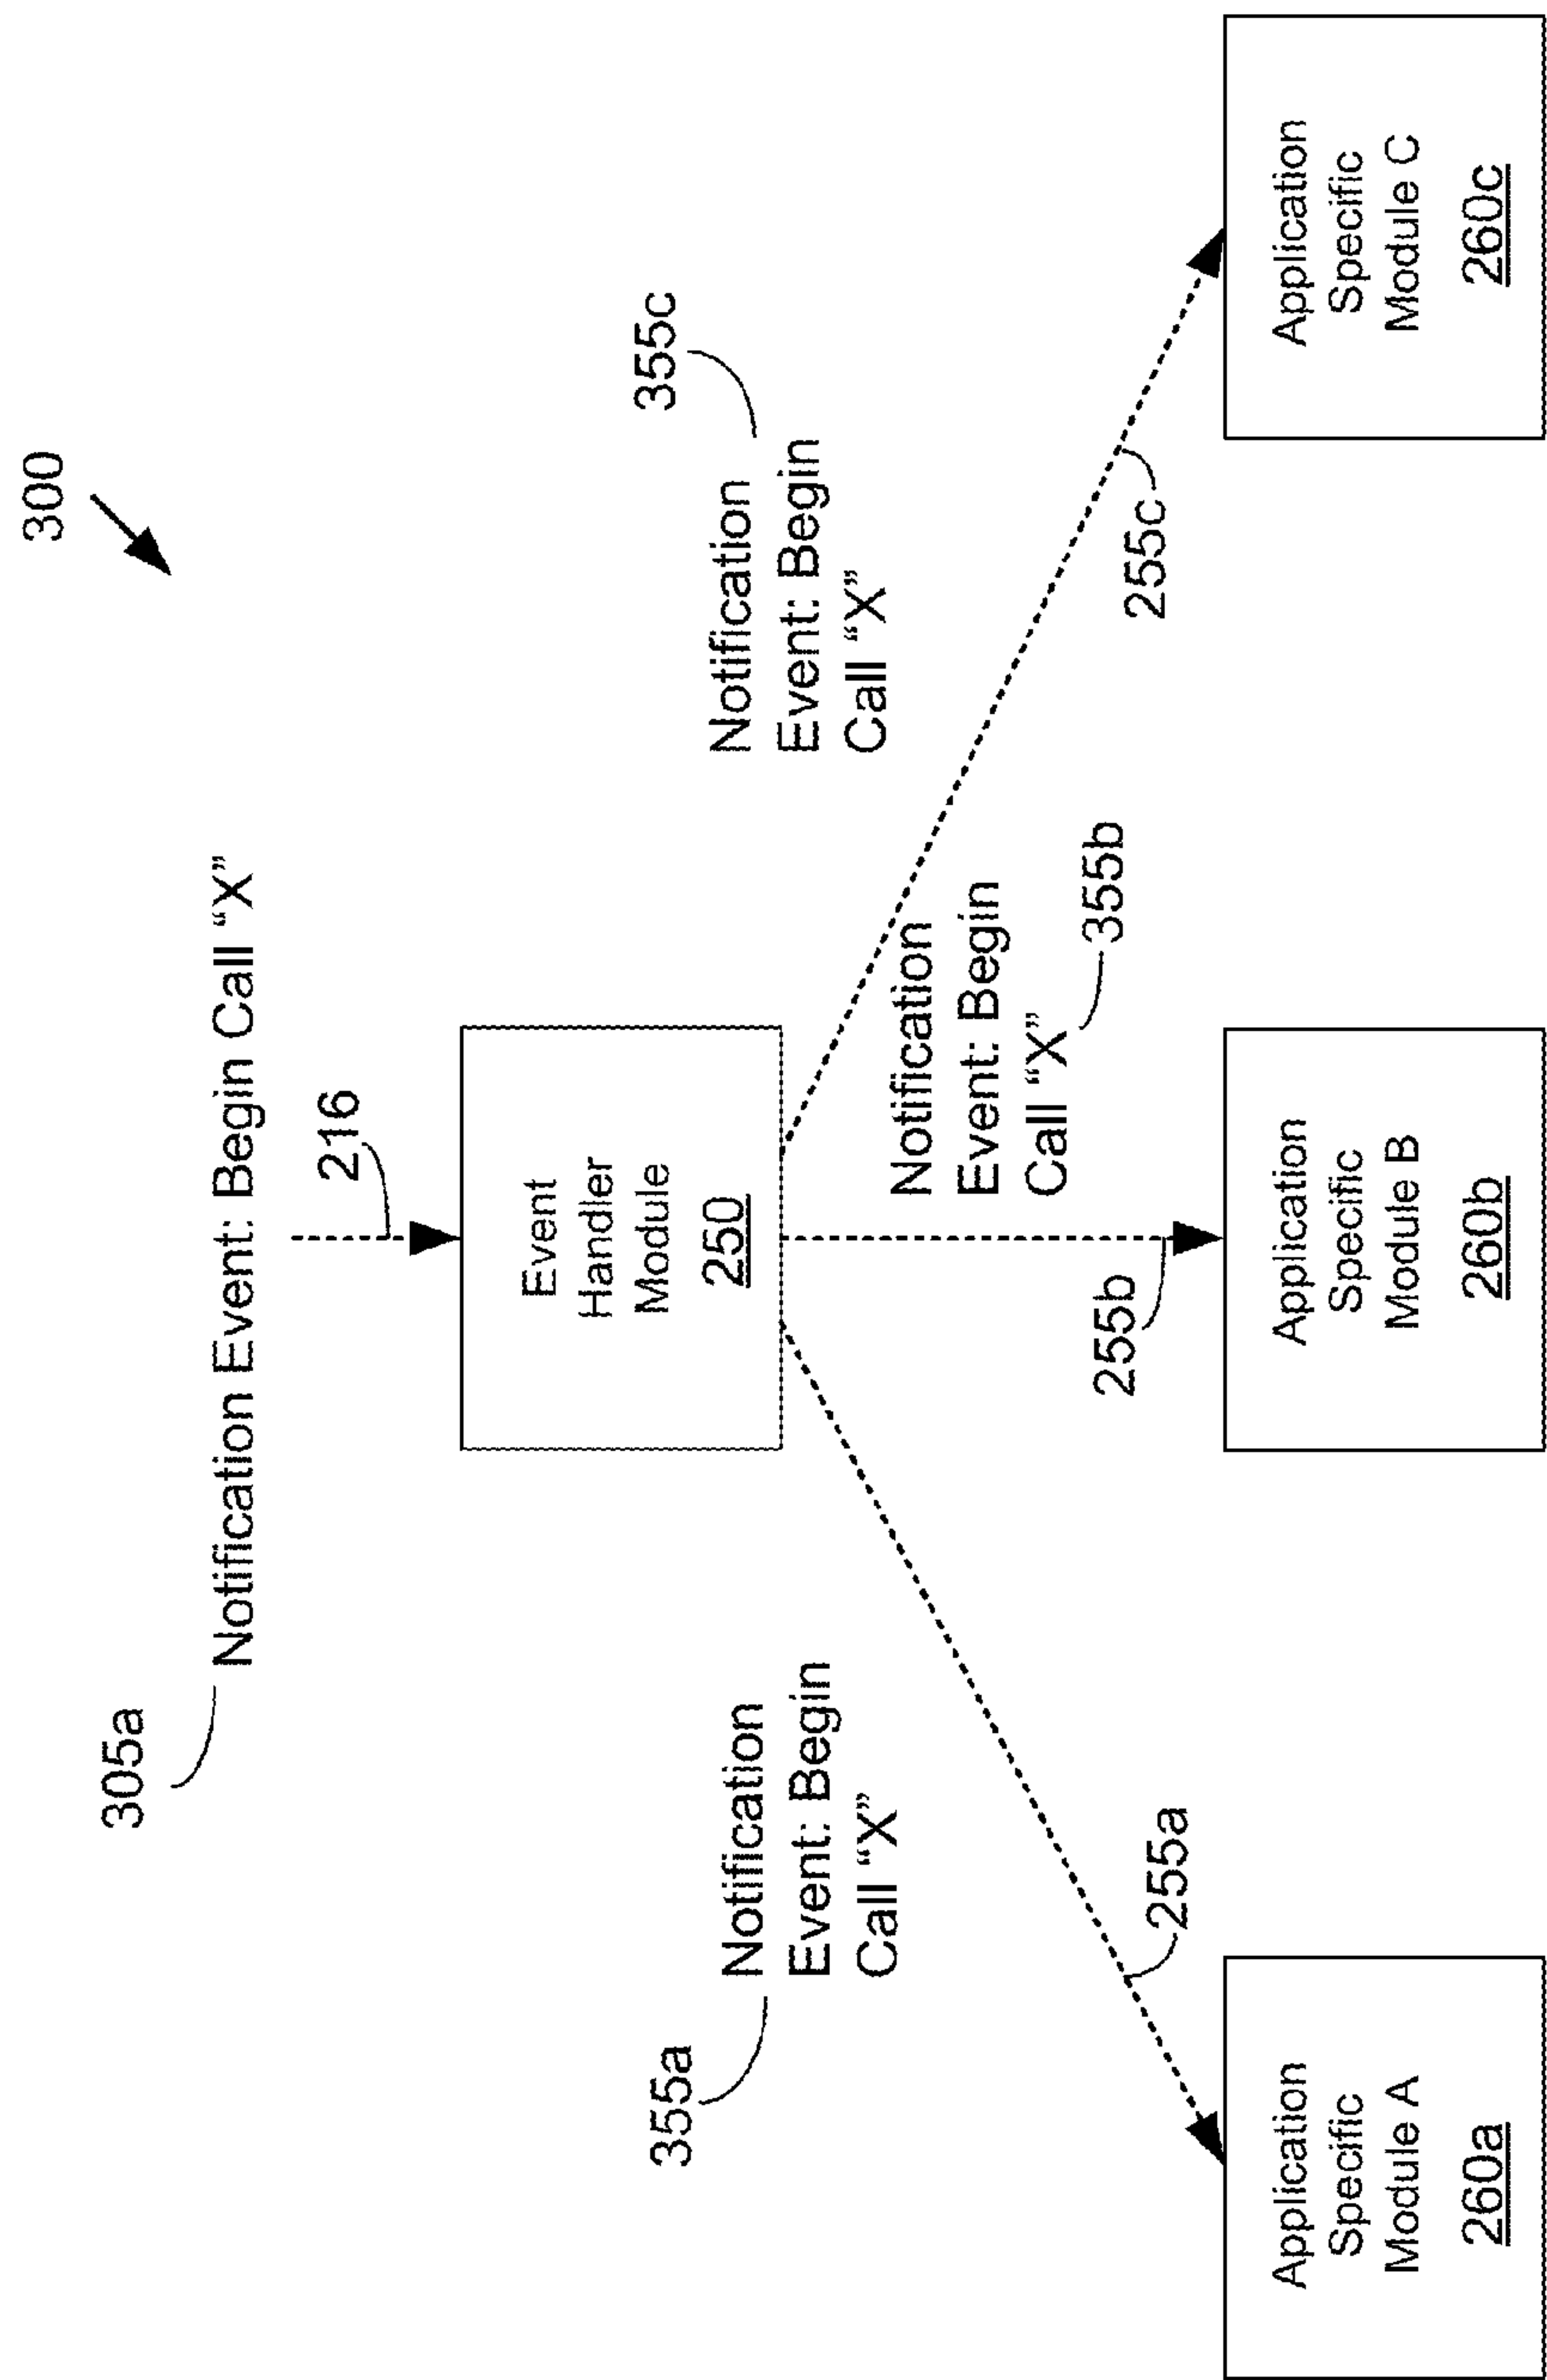 300
305a
Notification Event: Begin Call “X”
216
Event
Handler
Module
250
355a
Notification
Event: Begin
Call “X”
355c
Notification
Event: Begin
Call “X”
Notification
Event: Begin
Call “X”
355b
255a
255b
255c
Application
Specific
Module A
260a
Application
Specific
Module B
260b
Application
Specific
Module C
260c